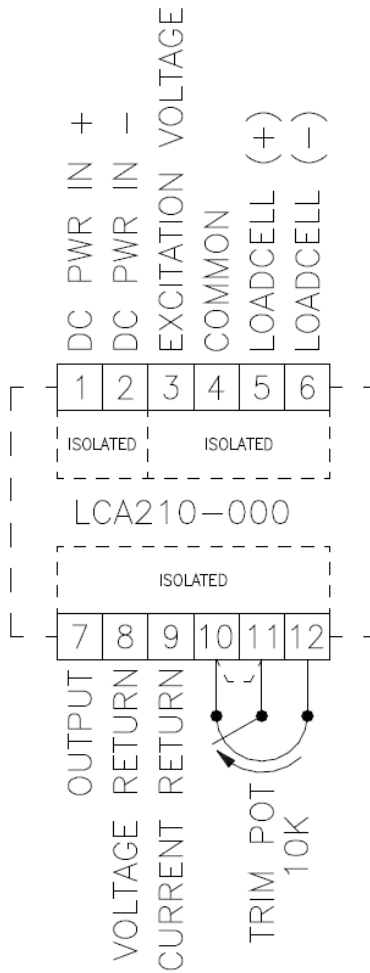 DC PWR IN +
DC PWR IN -
EXCITATION VOLTAGE
COMMON
LOADCELL (+)
LOADCELL (-)
1 2 3 4 5 6
ISOLATED ISOLATED
LCA210-000
ISOLATED
7 8 9 10 11 12
OUTPUT
VOLTAGE RETURN
CURRENT RETURN
TRIM POT
10K